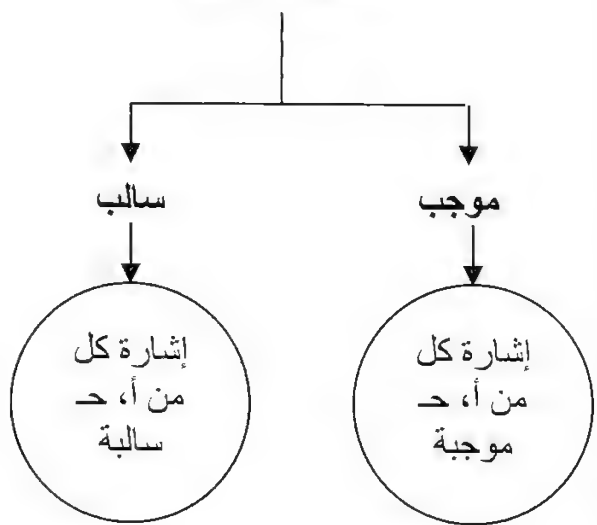 موجب
سالب
إشارة كل
من أ، حـ
موجبة
إشارة كل
من أ، حـ
سالبة